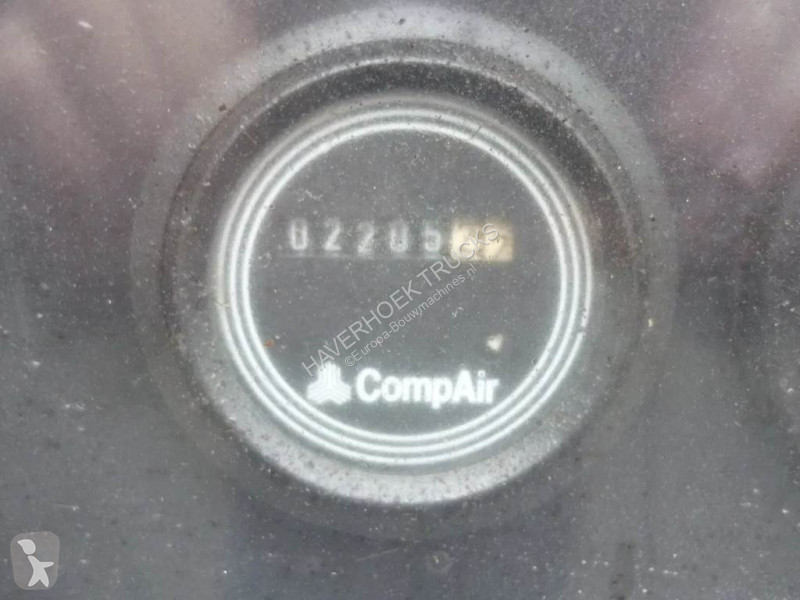 02205
HAVERHOEK TRUCKS
©Europa-Bouwmachines.nl
CompAir